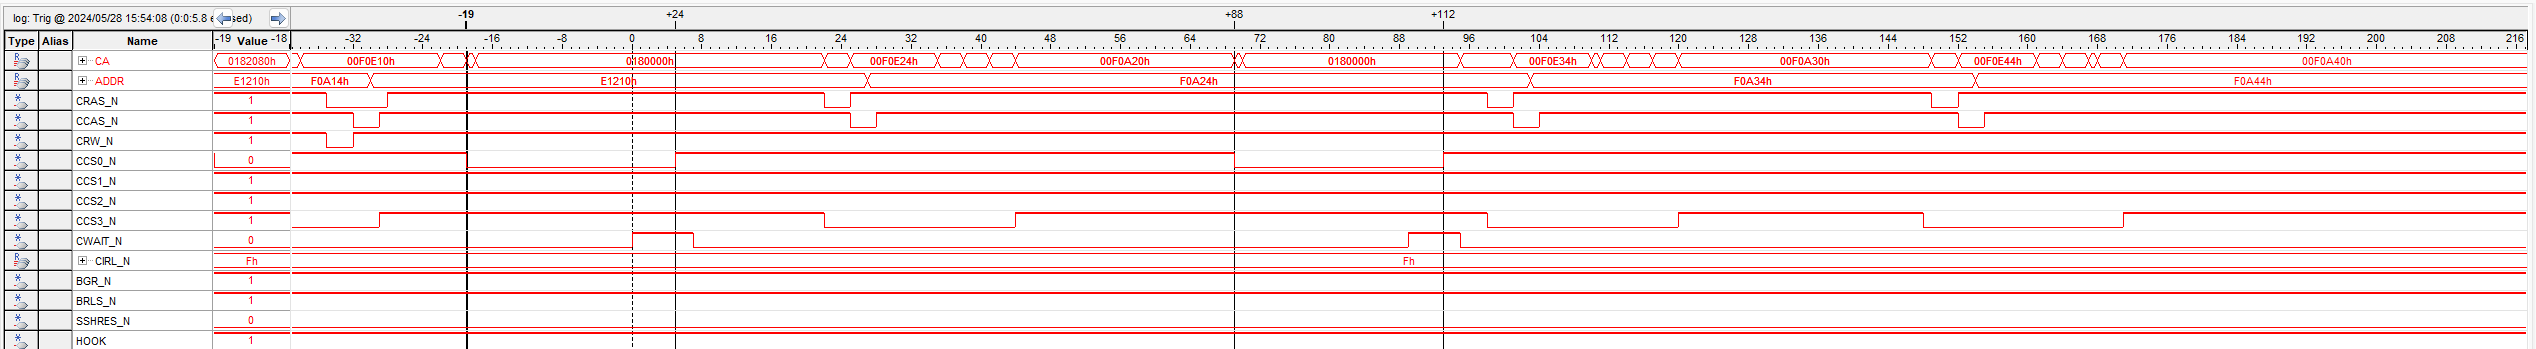 log: Trig @ 2024/05/28 15:54:08 (0:0:5.8 e sed) -19 +24 +88 +112
Type Alias Name -19 Value -18 -32 -24 -16 -8 0 8 16 24 32 40 48 56 64 72 80 88 96 104 112 120 128 136 144 152 160 168 176 184 192 200 208 216
CA 0182080h 00F0E10h 0180000h 00F0E24h 00F0A20h 0180000h 00F0E34h 00F0A30h 00F0E44h 00F0A40h
ADDR E1210h F0A14h E1210h F0A24h F0A34h F0A44h
CRAS_N 1
CCAS_N 1
CRW_N 1
CCS0_N 0
CCS1_N 1
CCS2_N 1
CCS3_N 1
CWAIT_N 0
CIRL_N Fh Fh
BGR_N 1
BRLS_N 1
SSHRES_N 0
HOOK 1